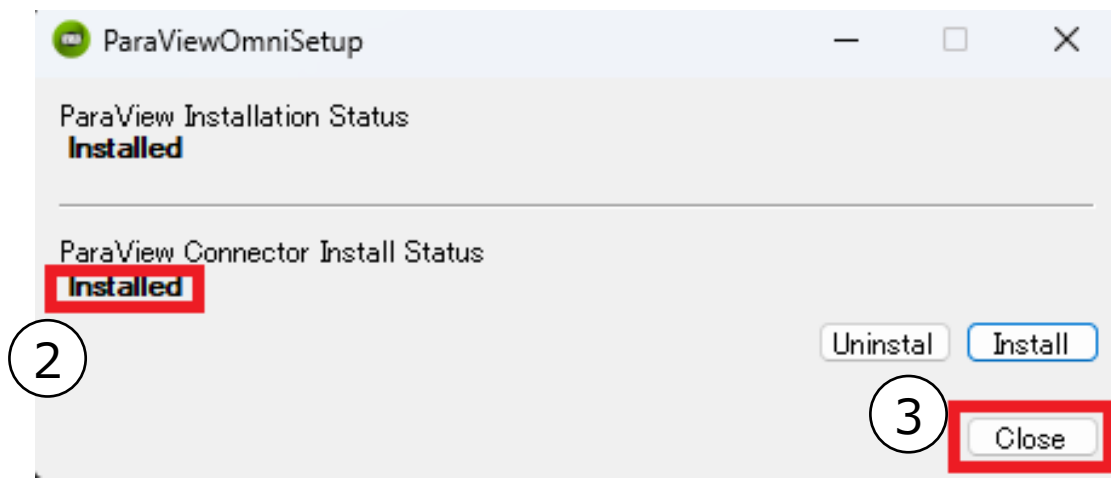 ParaViewOmniSetup
ParaView Installation Status
Installed
ParaView Connector Install Status
Installed
2
Uninstal Install
3
Close